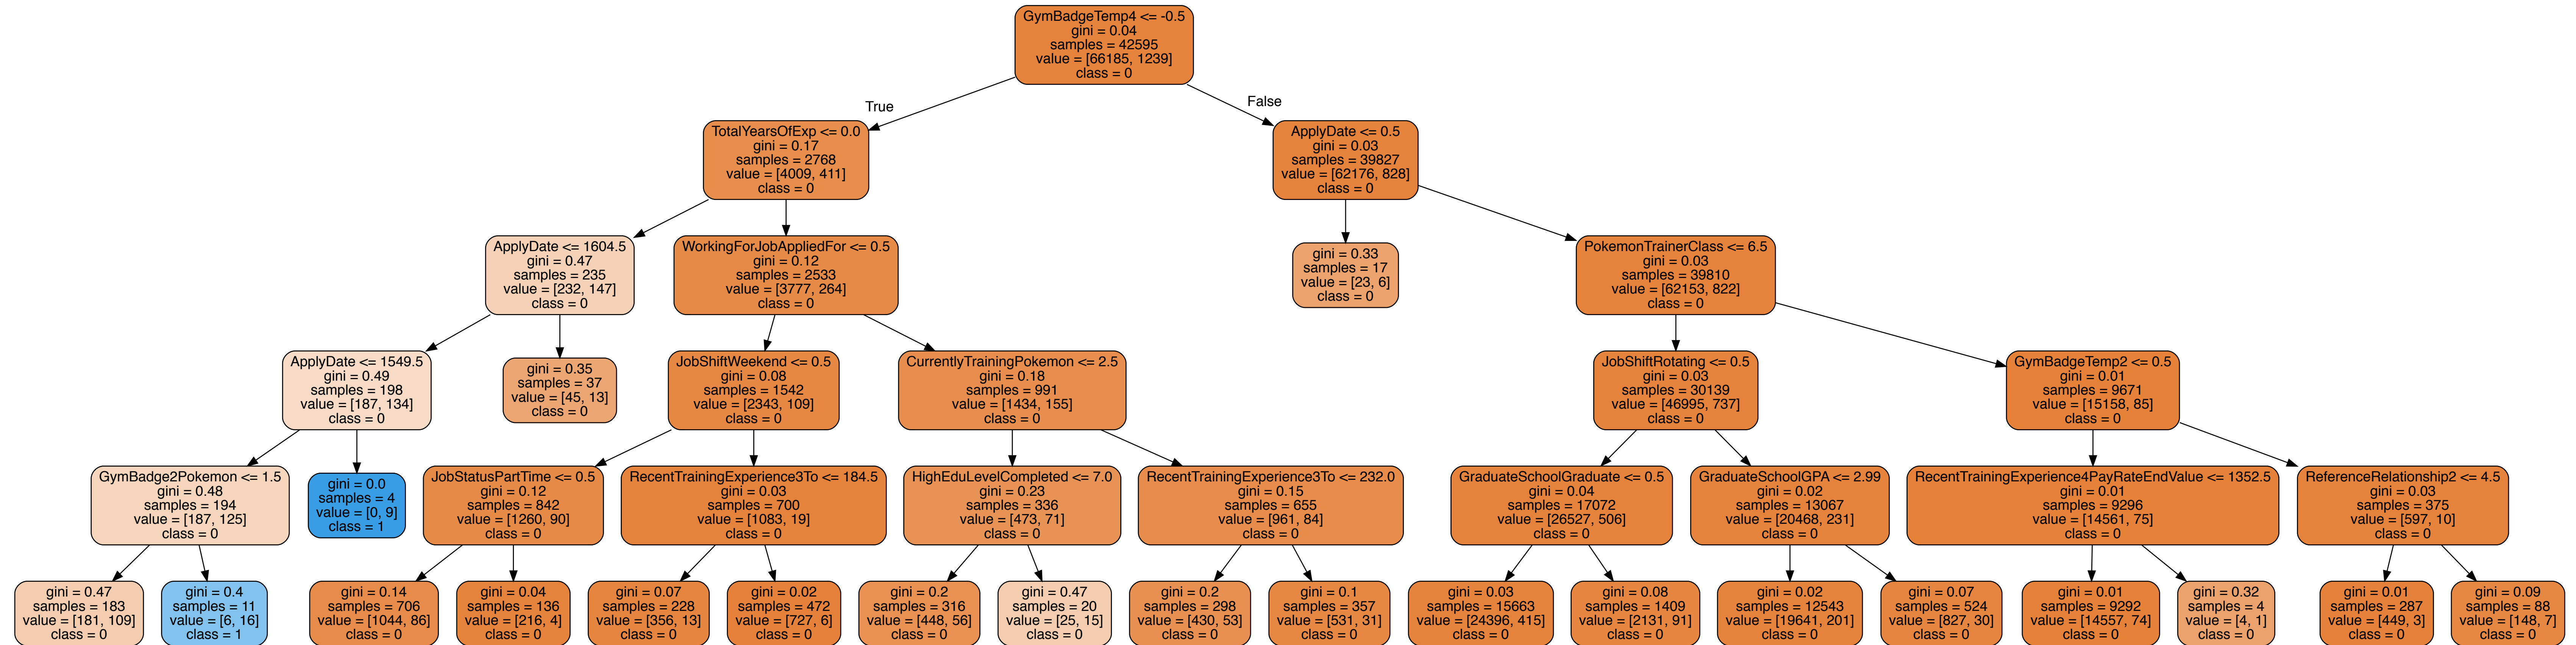 GymBadgeTemp4 <= -0.5
gini = 0.04
samples = 42595
value = [66185, 1239]
class = 0
True
False
TotalYearsOfExp <= 0.0
gini = 0.17
samples = 2768
value = [4009, 411]
class = 0
ApplyDate <= 0.5
gini = 0.03
samples = 39827
value = [62176, 828]
class = 0
ApplyDate <= 1604.5
gini = 0.47
samples = 235
value = [232, 147]
class = 0
WorkingForJobAppliedFor <= 0.5
gini = 0.12
samples = 2533
value = [3777, 264]
class = 0
gini = 0.33
samples = 17
value = [23, 6]
class = 0
PokemonTrainerClass <= 6.5
gini = 0.03
samples = 39810
value = [62153, 822]
class = 0
ApplyDate <= 1549.5
gini = 0.49
samples = 198
value = [187, 134]
class = 0
gini = 0.35
samples = 37
value = [45, 13]
class = 0
JobShiftWeekend <= 0.5
gini = 0.08
samples = 1542
value = [2343, 109]
class = 0
CurrentlyTrainingPokemon <= 2.5
gini = 0.18
samples = 991
value = [1434, 155]
class = 0
JobShiftRotating <= 0.5
gini = 0.03
samples = 30139
value = [46995, 737]
class = 0
GymBadgeTemp2 <= 0.5
gini = 0.01
samples = 9671
value = [15158, 85]
class = 0
GymBadge2Pokemon <= 1.5
gini = 0.48
samples = 194
value = [187, 125]
class = 0
gini = 0.0
samples = 4
value = [0, 9]
class = 1
JobStatusPartTime <= 0.5
gini = 0.12
samples = 842
value = [1260, 90]
class = 0
RecentTrainingExperience3To <= 184.5
gini = 0.03
samples = 700
value = [1083, 19]
class = 0
HighEduLevelCompleted <= 7.0
gini = 0.23
samples = 336
value = [473, 71]
class = 0
RecentTrainingExperience3To <= 232.0
gini = 0.15
samples = 655
value = [961, 84]
class = 0
GraduateSchoolGraduate <= 0.5
gini = 0.04
samples = 17072
value = [26527, 506]
class = 0
GraduateSchoolGPA <= 2.99
gini = 0.02
samples = 13067
value = [20468, 231]
class = 0
RecentTrainingExperience4PayRateEndValue <= 1352.5
gini = 0.01
samples = 9296
value = [14561, 75]
class = 0
ReferenceRelationship2 <= 4.5
gini = 0.03
samples = 375
value = [597, 10]
class = 0
gini = 0.47
samples = 183
value = [181, 109]
class = 0
gini = 0.4
samples = 11
value = [6, 16]
class = 1
gini = 0.14
samples = 706
value = [1044, 86]
class = 0
gini = 0.04
samples = 136
value = [216, 4]
class = 0
gini = 0.07
samples = 228
value = [356, 13]
class = 0
gini = 0.02
samples = 472
value = [727, 6]
class = 0
gini = 0.2
samples = 316
value = [448, 56]
class = 0
gini = 0.47
samples = 20
value = [25, 15]
class = 0
gini = 0.2
samples = 298
value = [430, 53]
class = 0
gini = 0.1
samples = 357
value = [531, 31]
class = 0
gini = 0.03
samples = 15663
value = [24396, 415]
class = 0
gini = 0.08
samples = 1409
value = [2131, 91]
class = 0
gini = 0.02
samples = 12543
value = [19641, 201]
class = 0
gini = 0.07
samples = 524
value = [827, 30]
class = 0
gini = 0.01
samples = 9292
value = [14557, 74]
class = 0
gini = 0.32
samples = 4
value = [4, 1]
class = 0
gini = 0.01
samples = 287
value = [449, 3]
class = 0
gini = 0.09
samples = 88
value = [148, 7]
class = 0